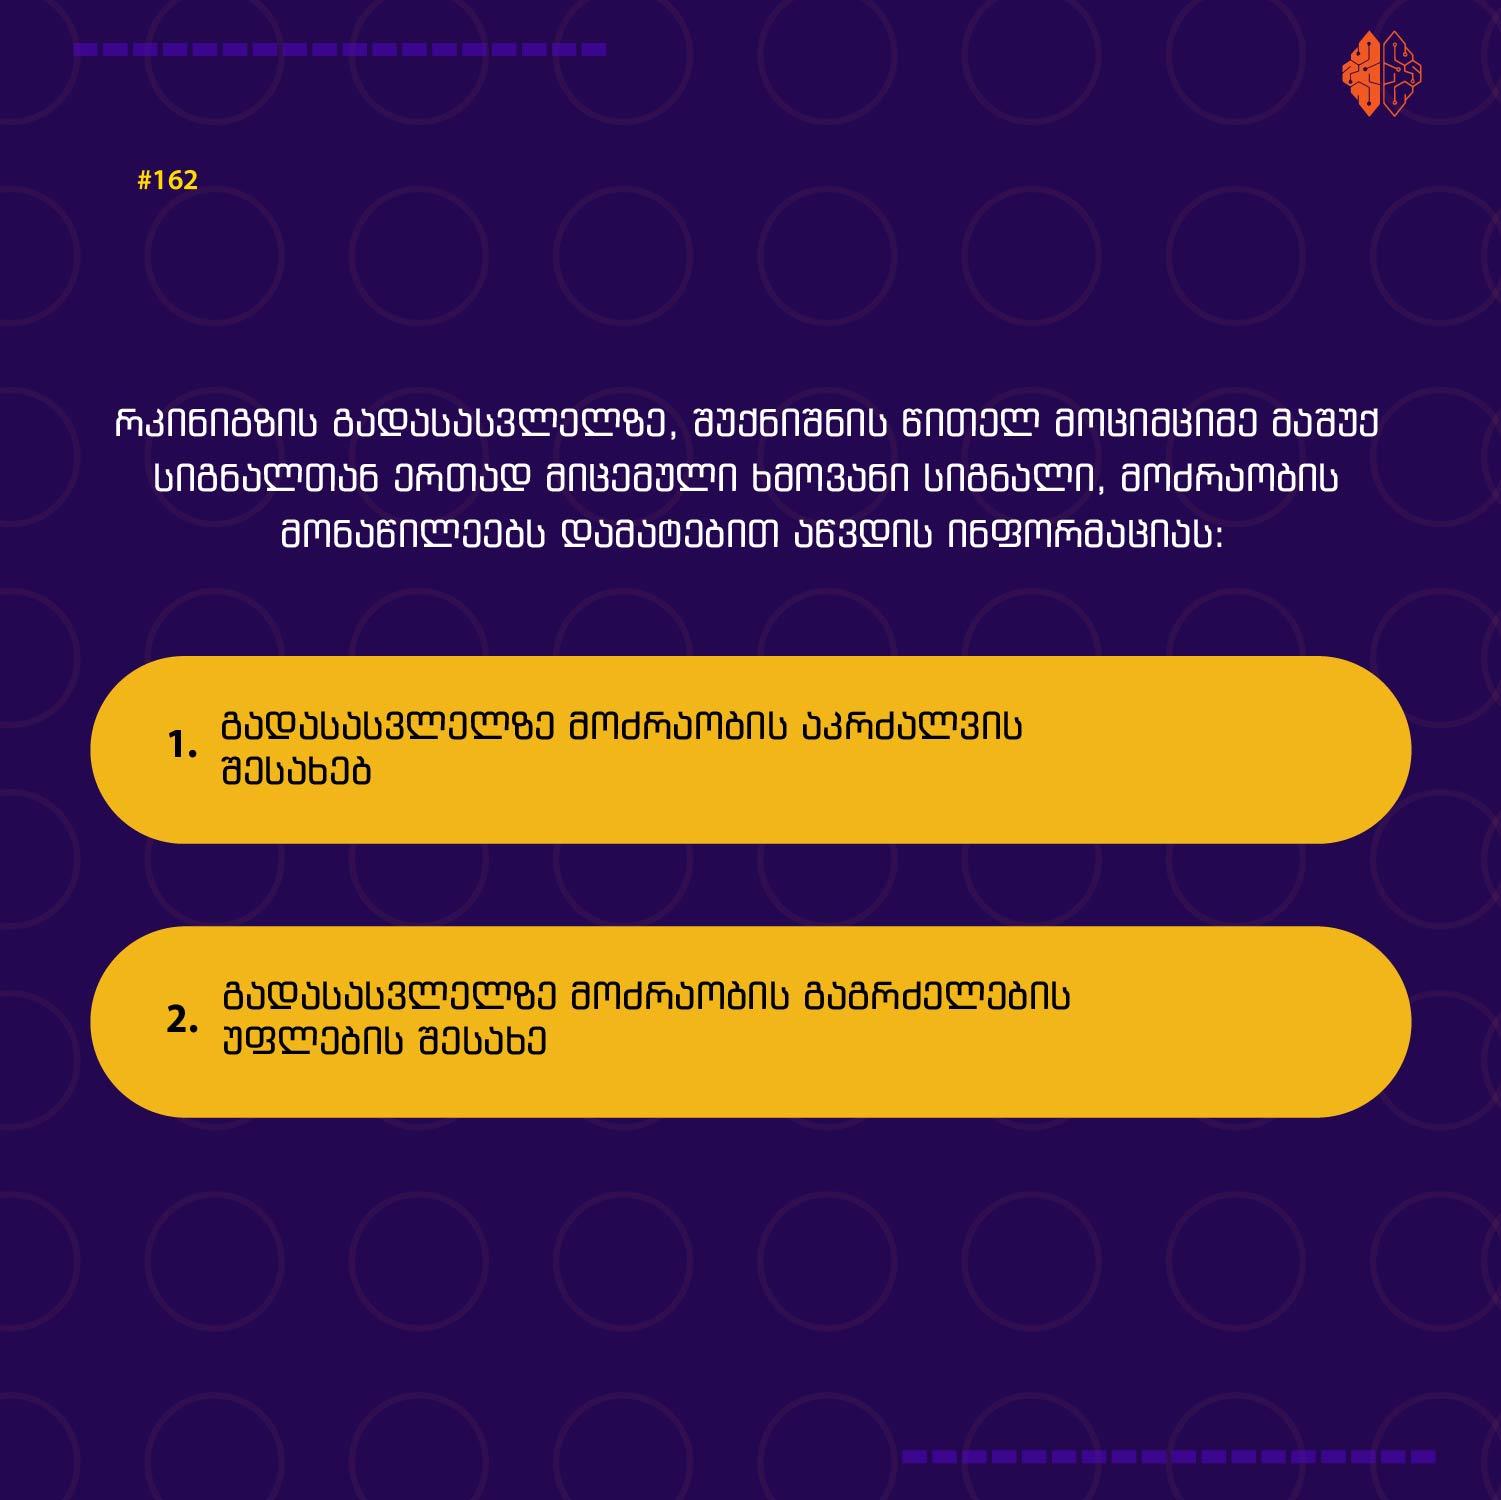 #162
რკინიგზის გადასასვლელზე, შუქნიშნის წითელ მოციმციმე მაშუქ
სიგნალთან ერთად მიცემული ხმოვანი სიგნალი, მოძრაობის
მონაწილეებს დამატებით აწვდის ინფორმაციას:
1. გადასასვლელზე მოძრაობის აკრძალვის
შესახებ
2. გადასასვლელზე მოძრაობის გაგრძელების
უფლების შესახე